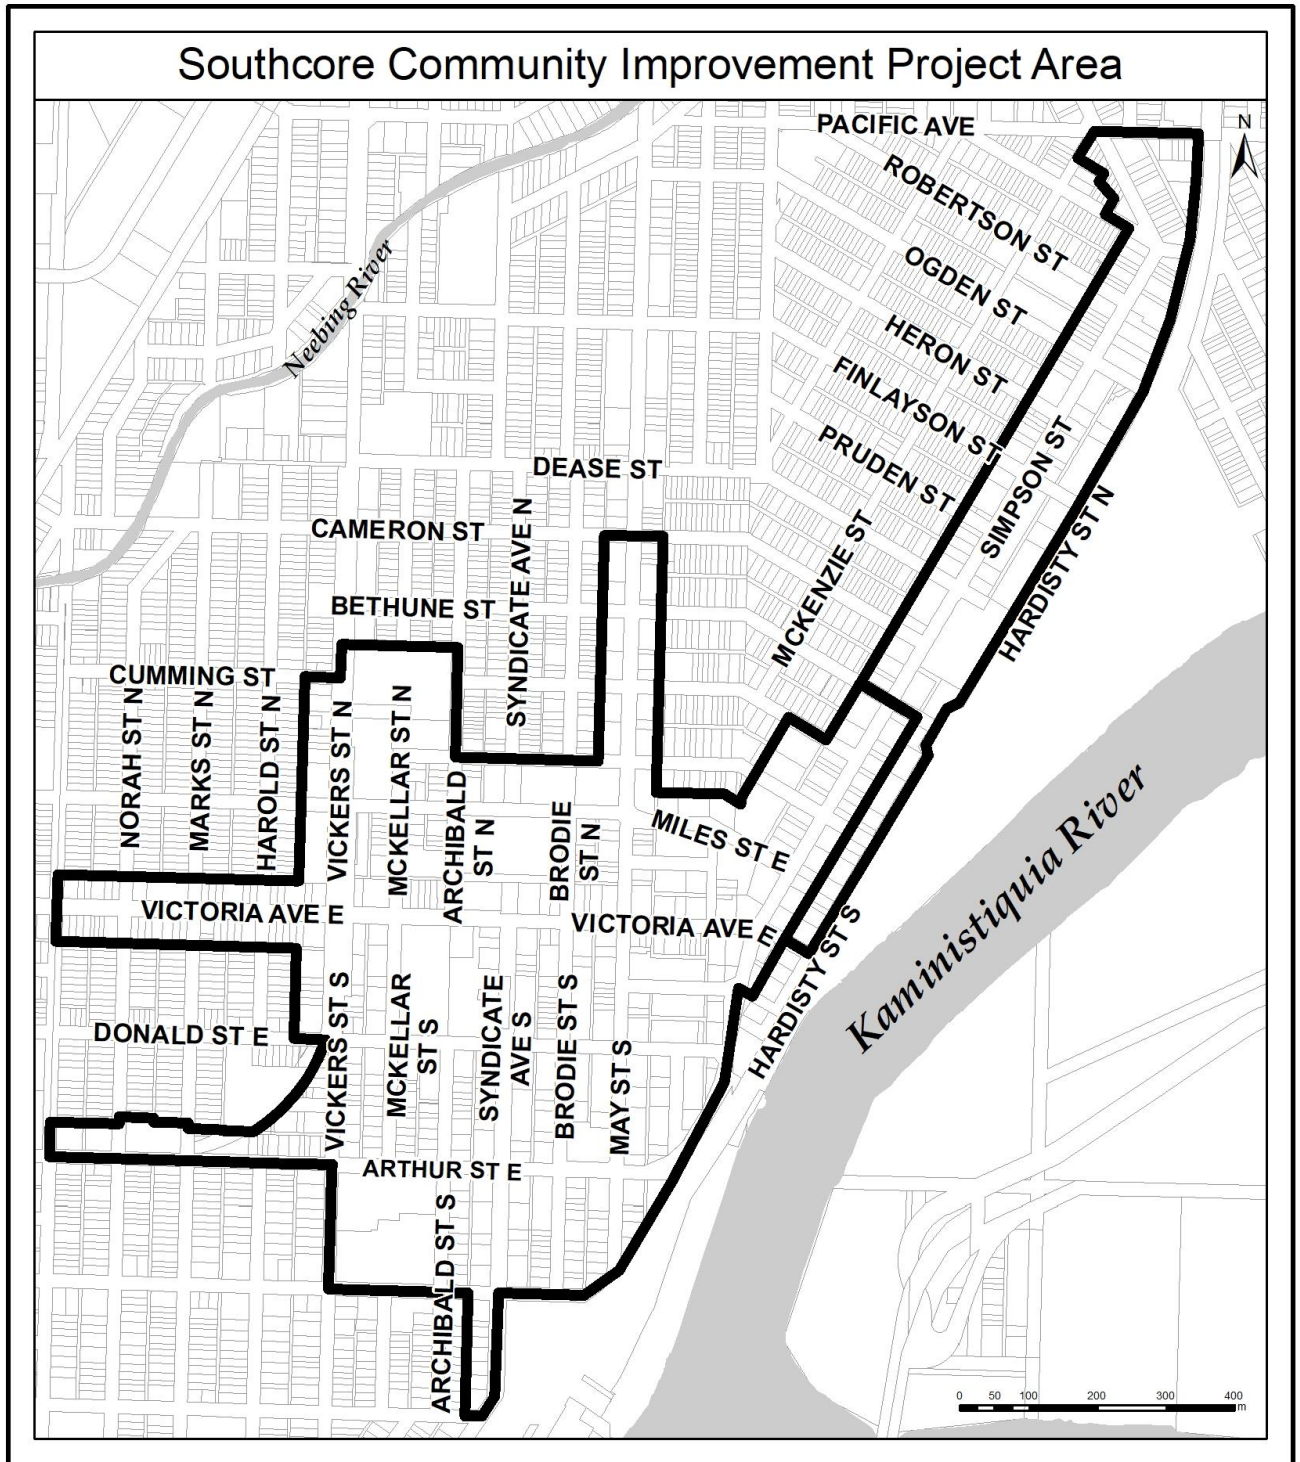 Southcore Community Improvement Project Area
PACIFIC AVE
N
ROBERTSON ST
OGDEN ST
Neebing River
HERON ST
FINLAYSON ST
PRUDEN ST
SIMPSON ST
DEASE ST
CAMERON ST
SYNDICATE AVE N
HARDISTY ST N
MCKENZIE ST
BETHUNE ST
CUMMING ST
NORAH ST N
MARKS ST N
HAROLD ST N
VICKERS ST N
MCKELLAR ST N
ARCHIBALD
ST N
BRODIE
ST N
MILES ST E
VICTORIA AVE E
VICTORIA AVE E
HARDISTY ST S
Kaministiquia River
DONALD ST E
VICKERS ST S
MCKELLAR
ST S
SYNDICATE
AVE S
BRODIE ST S
MAY ST S
ARTHUR ST E
ARCHIBALD ST S
0 50 100 200 300 400
m